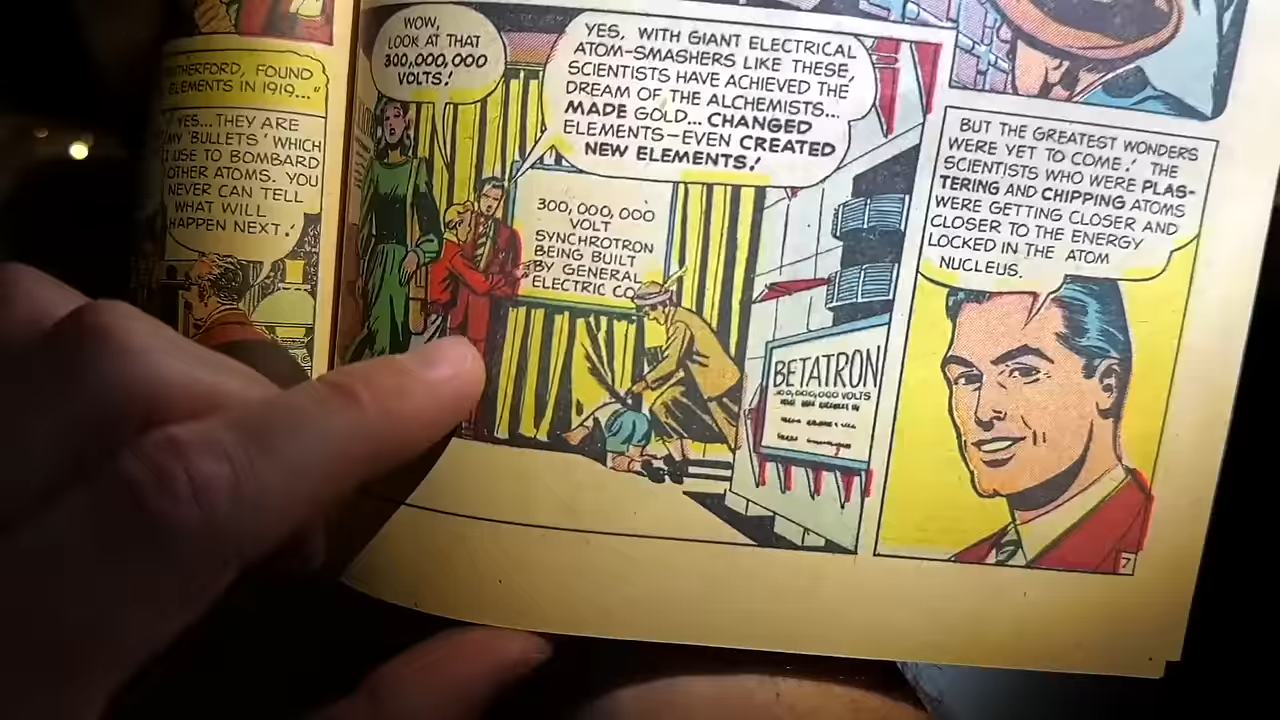 RUTHERFORD, FOUND
ELEMENTS IN 1919..."
YES...THEY ARE
MY 'BULLETS' WHICH
I USE TO BOMBARD
OTHER ATOMS. YOU
NEVER CAN TELL
WHAT WILL
HAPPEN NEXT!
WOW,
LOOK AT THAT
300,000,000
VOLTS!
YES, WITH GIANT ELECTRICAL
ATOM-SMASHERS LIKE THESE,
SCIENTISTS HAVE ACHIEVED THE
DREAM OF THE ALCHEMISTS...
MADE GOLD... CHANGED
ELEMENTS—EVEN CREATED
NEW ELEMENTS!
300,000,000
VOLT
SYNCHROTRON
BEING BUILT
BY GENERAL
ELECTRIC CO.
BETATRON
VOLTS
BUT THE GREATEST WONDERS
WERE YET TO COME! THE
SCIENTISTS WHO WERE PLAS-
TERING AND CHIPPING ATOMS
WERE GETTING CLOSER AND
CLOSER TO THE ENERGY
LOCKED IN THE ATOM
NUCLEUS.
7